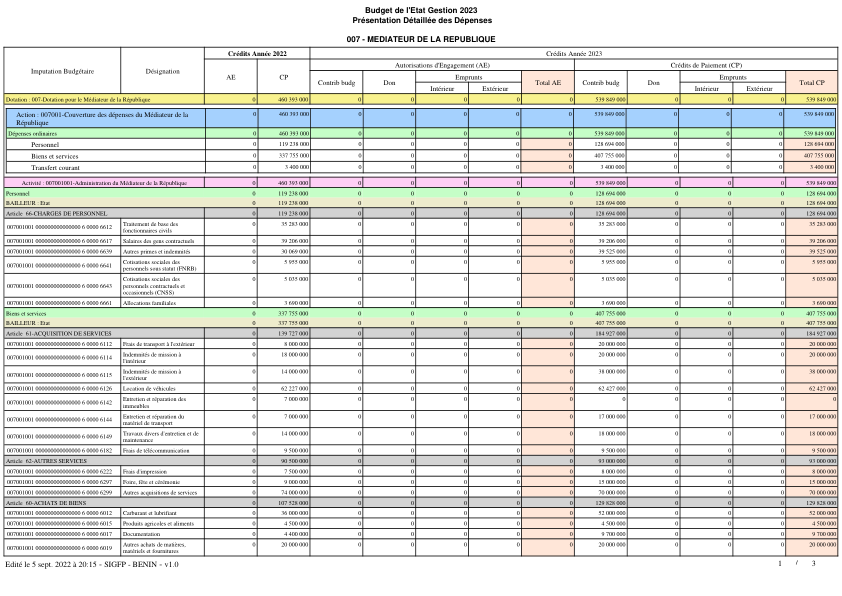 Budget de l'Etat Gestion 2023
Présentation Détaillée des Dépenses
007 - MEDIATEUR DE LA REPUBLIQUE
Imputation Budgétaire Désignation Crédits Année 2022 Crédits Année 2023
Autorisations d'Engagement (AE) Crédits de Paiement (CP)
AE CP Contrib budg Don Emprunts Total AE Contrib budg Don Emprunts Total CP
Intérieur Extérieur Intérieur Extérieur
Dotation : 007-Dotation pour le Médiateur de la République 0 460 393 000 0 0 0 0 0 539 849 000 0 0 0 539 849 000
Action : 007001-Couverture des dépenses du Médiateur de la 0 460 393 000 0 0 0 0 0 539 849 000 0 0 0 539 849 000
République
Dépenses ordinaires 0 460 393 000 0 0 0 0 0 539 849 000 0 0 0 539 849 000
Personnel 0 119 238 000 0 0 0 0 0 128 694 000 0 0 0 128 694 000
Biens et services 0 337 755 000 0 0 0 0 0 407 755 000 0 0 0 407 755 000
Transfert courant 0 3 400 000 0 0 0 0 0 3 400 000 0 0 0 3 400 000
Activité : 007001001-Administration du Médiateur de la République 0 460 393 000 0 0 0 0 0 539 849 000 0 0 0 539 849 000
Personnel 0 119 238 000 0 0 0 0 0 128 694 000 0 0 0 128 694 000
BAILLEUR : Etat 0 119 238 000 0 0 0 0 0 128 694 000 0 0 0 128 694 000
Article 66-CHARGES DE PERSONNEL 0 119 238 000 0 0 0 0 0 128 694 000 0 0 0 128 694 000
007001001 0000000000000000 6 0000 6612 Traitement de base des 0 35 283 000 0 0 0 0 0 35 283 000 0 0 0 35 283 000
fonctionnaires civils
007001001 0000000000000000 6 0000 6617 Salaires des gens contractuels 0 39 206 000 0 0 0 0 0 39 206 000 0 0 0 39 206 000
007001001 0000000000000000 6 0000 6639 Autres primes et indemnités 0 30 069 000 0 0 0 0 0 39 525 000 0 0 0 39 525 000
007001001 0000000000000000 6 0000 6641 Cotisations sociales des 0 5 955 000 0 0 0 0 0 5 955 000 0 0 0 5 955 000
personnels sous statut (FNRB)
007001001 0000000000000000 6 0000 6643 Cotisations sociales des 0 5 035 000 0 0 0 0 0 5 035 000 0 0 0 5 035 000
personnels contractuels et
occasionnels (CNSS)
007001001 0000000000000000 6 0000 6661 Allocations familiales 0 3 690 000 0 0 0 0 0 3 690 000 0 0 0 3 690 000
Biens et services 0 337 755 000 0 0 0 0 0 407 755 000 0 0 0 407 755 000
BAILLEUR : Etat 0 337 755 000 0 0 0 0 0 407 755 000 0 0 0 407 755 000
Article 61-ACQUISITION DE SERVICES 0 139 727 000 0 0 0 0 0 184 927 000 0 0 0 184 927 000
007001001 0000000000000000 6 0000 6112 Frais de transport à l'extérieur 0 8 000 000 0 0 0 0 0 20 000 000 0 0 0 20 000 000
007001001 0000000000000000 6 0000 6114 Indemnités de mission à 0 18 000 000 0 0 0 0 0 20 000 000 0 0 0 20 000 000
l'intérieur
007001001 0000000000000000 6 0000 6115 Indemnités de mission à 0 14 000 000 0 0 0 0 0 38 000 000 0 0 0 38 000 000
l'extérieur
007001001 0000000000000000 6 0000 6126 Location de véhicules 0 62 227 000 0 0 0 0 0 62 427 000 0 0 0 62 427 000
007001001 0000000000000000 6 0000 6142 Entretien et réparation des 0 7 000 000 0 0 0 0 0 0 0 0 0 0
immeubles
007001001 0000000000000000 6 0000 6144 Entretien et réparation du 0 7 000 000 0 0 0 0 0 17 000 000 0 0 0 17 000 000
matériel de transport
007001001 0000000000000000 6 0000 6149 Travaux divers d'entretien et de 0 14 000 000 0 0 0 0 0 18 000 000 0 0 0 18 000 000
maintenance
007001001 0000000000000000 6 0000 6182 Frais de télécommunication 0 9 500 000 0 0 0 0 0 9 500 000 0 0 0 9 500 000
Article 62-AUTRES SERVICES 0 90 500 000 0 0 0 0 0 93 000 000 0 0 0 93 000 000
007001001 0000000000000000 6 0000 6222 Frais d'impression 0 7 500 000 0 0 0 0 0 8 000 000 0 0 0 8 000 000
007001001 0000000000000000 6 0000 6297 Foire, fête et cérémonie 0 9 000 000 0 0 0 0 0 15 000 000 0 0 0 15 000 000
007001001 0000000000000000 6 0000 6299 Autres acquisitions de services 0 74 000 000 0 0 0 0 0 70 000 000 0 0 0 70 000 000
Article 60-ACHATS DE BIENS 0 107 528 000 0 0 0 0 0 129 828 000 0 0 0 129 828 000
007001001 0000000000000000 6 0000 6012 Carburant et lubrifiant 0 36 000 000 0 0 0 0 0 52 000 000 0 0 0 52 000 000
007001001 0000000000000000 6 0000 6015 Produits agricoles et aliments 0 4 500 000 0 0 0 0 0 4 500 000 0 0 0 4 500 000
007001001 0000000000000000 6 0000 6017 Documentation 0 4 400 000 0 0 0 0 0 9 700 000 0 0 0 9 700 000
007001001 0000000000000000 6 0000 6019 Autres achats de matières, 0 20 000 000 0 0 0 0 0 20 000 000 0 0 0 20 000 000
matériels et fournitures
Edité le 5 sept. 2022 à 20:15 - SIGFP - BENIN - v1.0 1 / 3